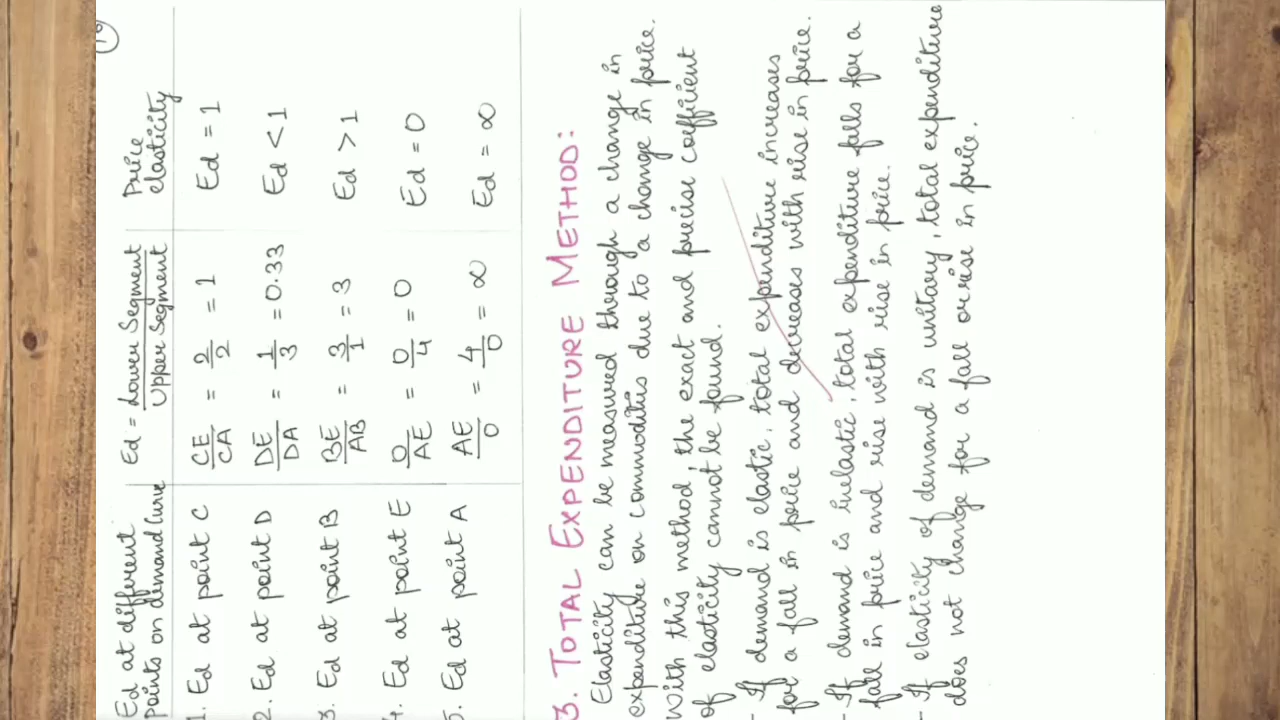 Ed at different points on demand Curve | Ed = Lower Segment / Upper Segment | Price elasticity
1. Ed at point C | CE/CA = 2/2 = 1 | Ed = 1
2. Ed at point D | DE/DA = 1/3 = 0.33 | Ed < 1
3. Ed at point B | BE/AB = 3/1 = 3 | Ed > 1
4. Ed at point E | 0/AE = 0/4 = 0 | Ed = 0
5. Ed at point A | AE/0 = 4/0 = ∞ | Ed = ∞
3. TOTAL EXPENDITURE METHOD:
Elasticity can be measured through a change in
expenditure on commodities due to a change in price.
With this method, the exact and precise coefficient
of elasticity cannot be found.
- If demand is elastic, total expenditure increases
for a fall in price and decreases with rise in price.
- If demand is inelastic, total expenditure falls for a
fall in price and rise with rise in price.
- If elasticity of demand is unitary, total expenditure
does not change for a fall or rise in price.